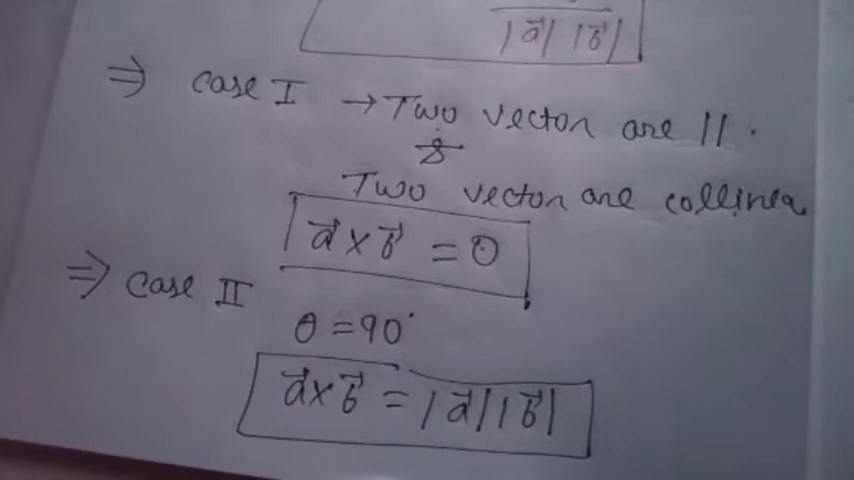 |a⃗| |b⃗|
⇒ Case I → Two vector are || .
Two vector are collinea
a⃗ × b⃗ = 0
⇒ Case II
θ = 90°
a⃗ × b⃗ = |a⃗| |b⃗|